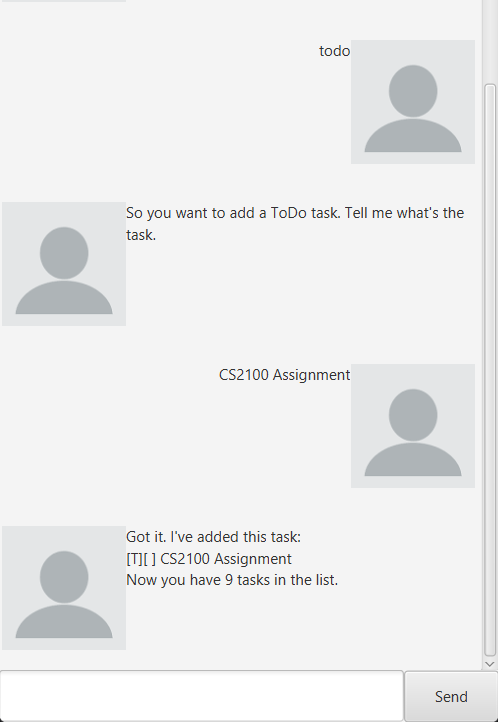 todo
So you want to add a ToDo task. Tell me what's the
task.
CS2100 Assignment
Got it. I've added this task:
[T][ ] CS2100 Assignment
Now you have 9 tasks in the list.
Send